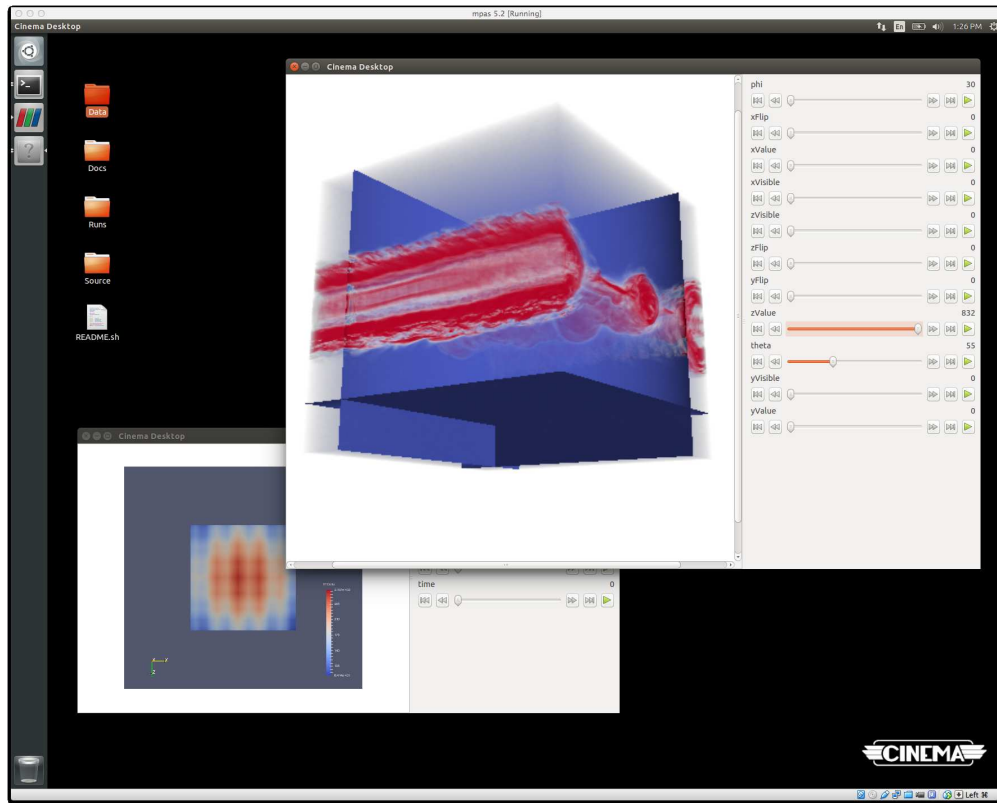 mpas 5.2 [Running]
Cinema Desktop
En
1:26 PM
Cinema Desktop
Data
Docs
Runs
Source
README.sh
phi 30
xFlip 0
xValue 0
xVisible 0
zVisible 0
zFlip 0
yFlip 0
zValue 832
theta 55
yVisible 0
yValue 0
Cinema Desktop
time 0
X
Z
CINEMA
Left ⌘